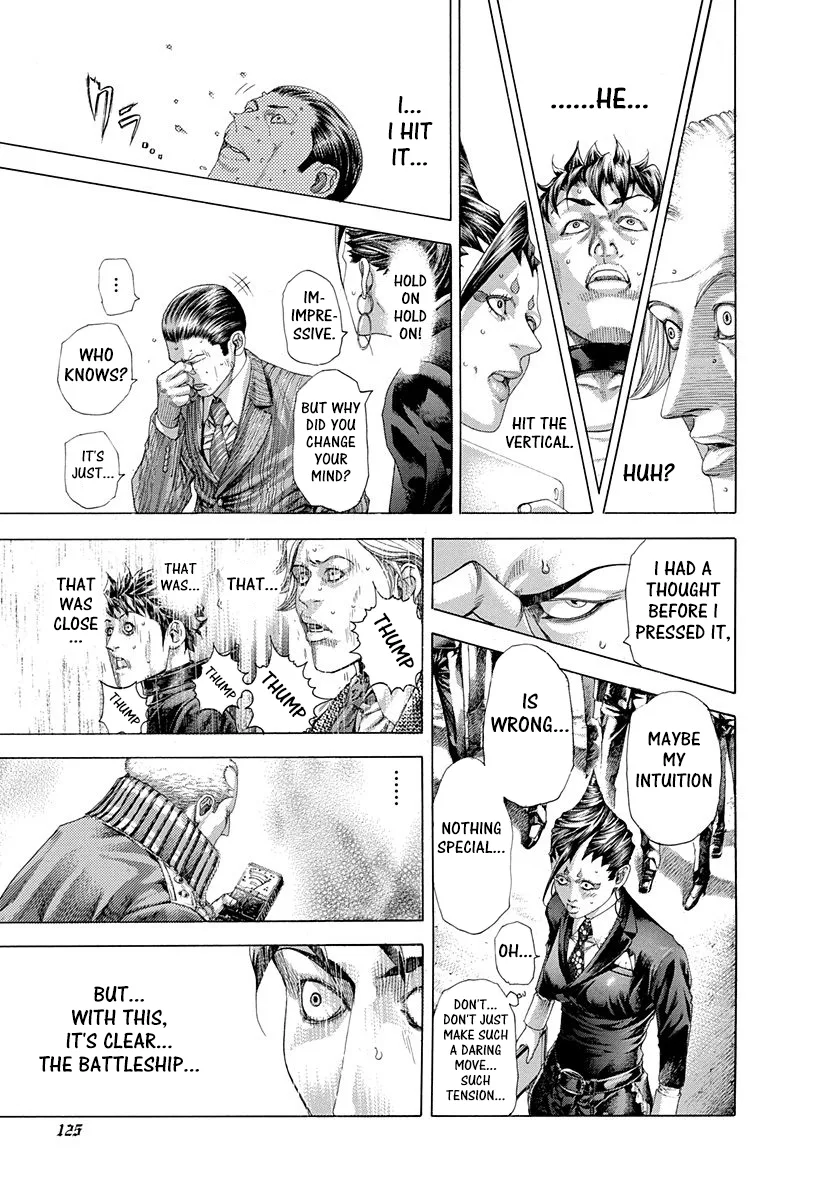 ......HE...
HUH?
HIT THE
VERTICAL.
I...
I HIT
IT...
グラ
HOLD
ON
HOLD
ON!
IM-
IMPRE-
SSIVE.
BUT WHY
DID YOU
CHANGE
YOUR
MIND?
...
WHO
KNOWS?
IT'S
JUST...
I HAD A
THOUGHT
BEFORE I
PRESSED IT,
MAYBE
MY
INTUITION
IS
WRONG...
NOTHING
SPECIAL...
OH...
DON'T...
DON'T JUST
MAKE SUCH
A DARING
MOVE...
SUCH
TENSION...
THAT...
THUMP
THUMP
THAT
WAS...
THUMP
THAT
WAS
CLOSE
...
THUMP
......
BUT...
WITH THIS,
IT'S CLEAR...
THE BATTLESHIP...
125